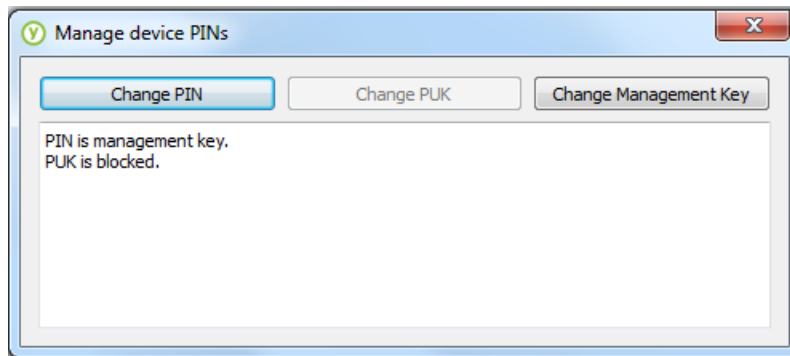 Manage device PINs
Change PIN
Change PUK
Change Management Key
PIN is management key.
PUK is blocked.